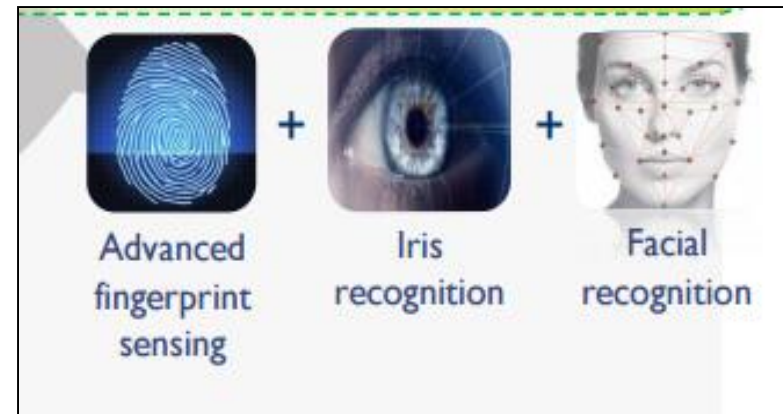 +
+
Advanced
fingerprint
sensing
Iris
recognition
Facial
recognition